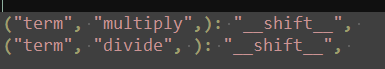 ("term", "multiply",): "__shift__",
("term", "divide", ): "__shift__",